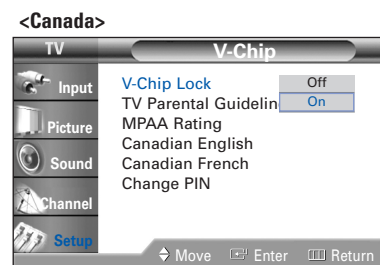 <Canada>
TV
V-Chip
Input
Picture
Sound
Channel
Setup
V-Chip Lock
Off
TV Parental Guidelin
On
MPAA Rating
Canadian English
Canadian French
Change PIN
Move Enter Return